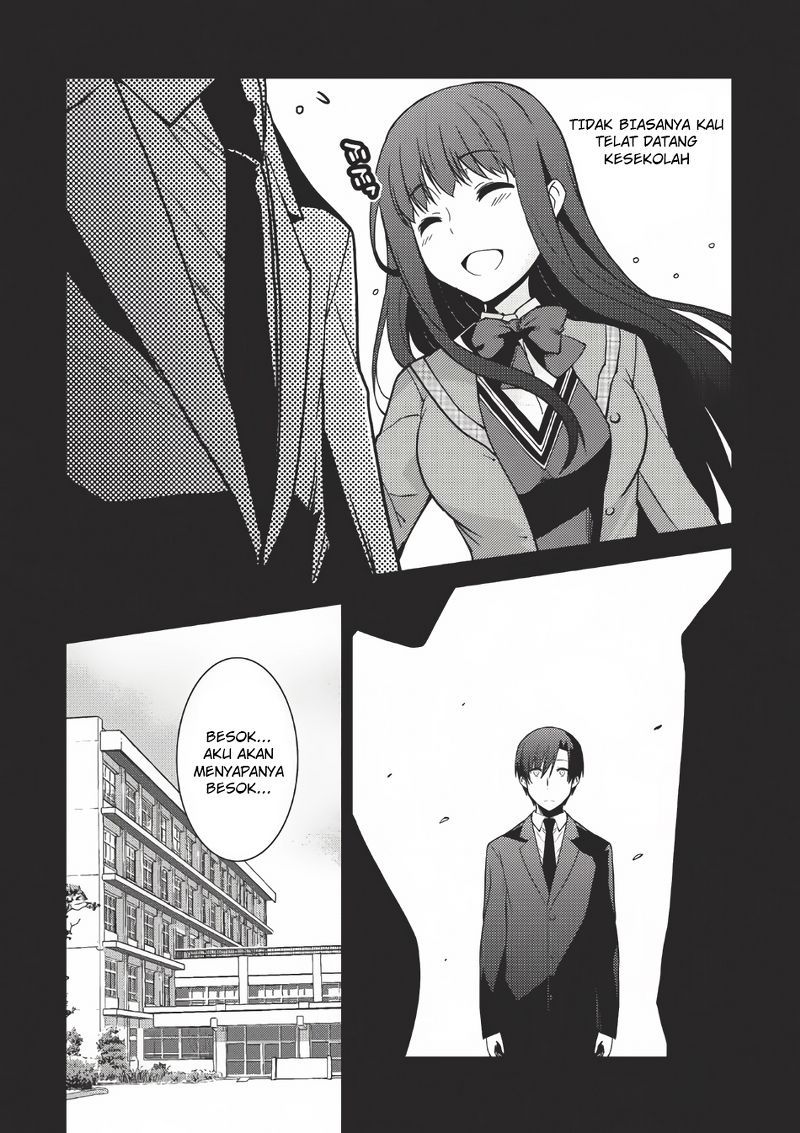 TIDAK BIASANYA KAU
TELAT DATANG
KESEKOLAH
BESOK...
AKU AKAN
MENYAPANYA
BESOK...